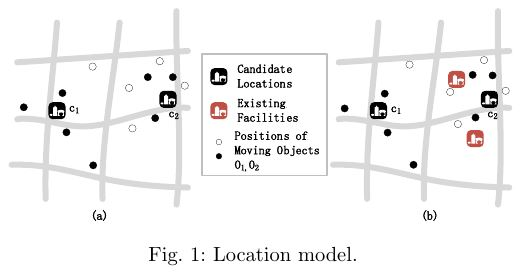 c₁
c₂
(a)
Candidate
Locations
Existing
Facilities
Positions of
Moving Objects
O₁,O₂
c₁
c₂
(b)
Fig. 1: Location model.